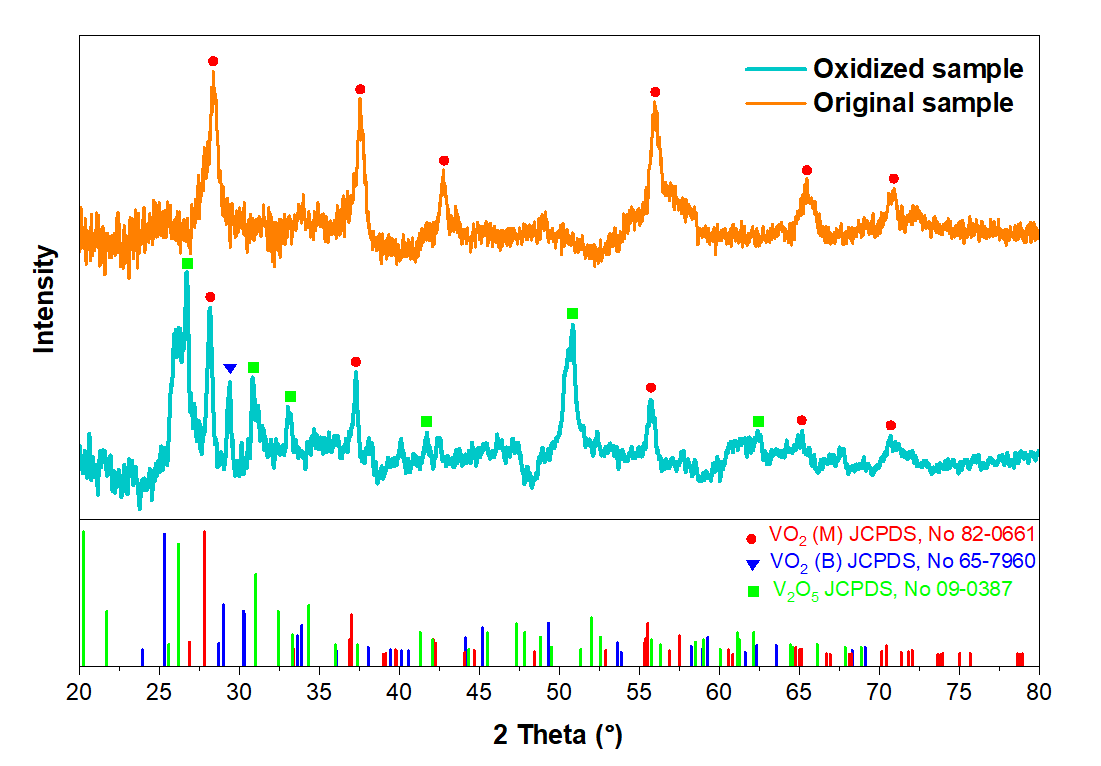 Oxidized sample
Original sample
Intensity
VO₂ (M) JCPDS, No 82-0661
VO₂ (B) JCPDS, No 65-7960
V₂O₅ JCPDS, No 09-0387
20 25 30 35 40 45 50 55 60 65 70 75 80
2 Theta (°)